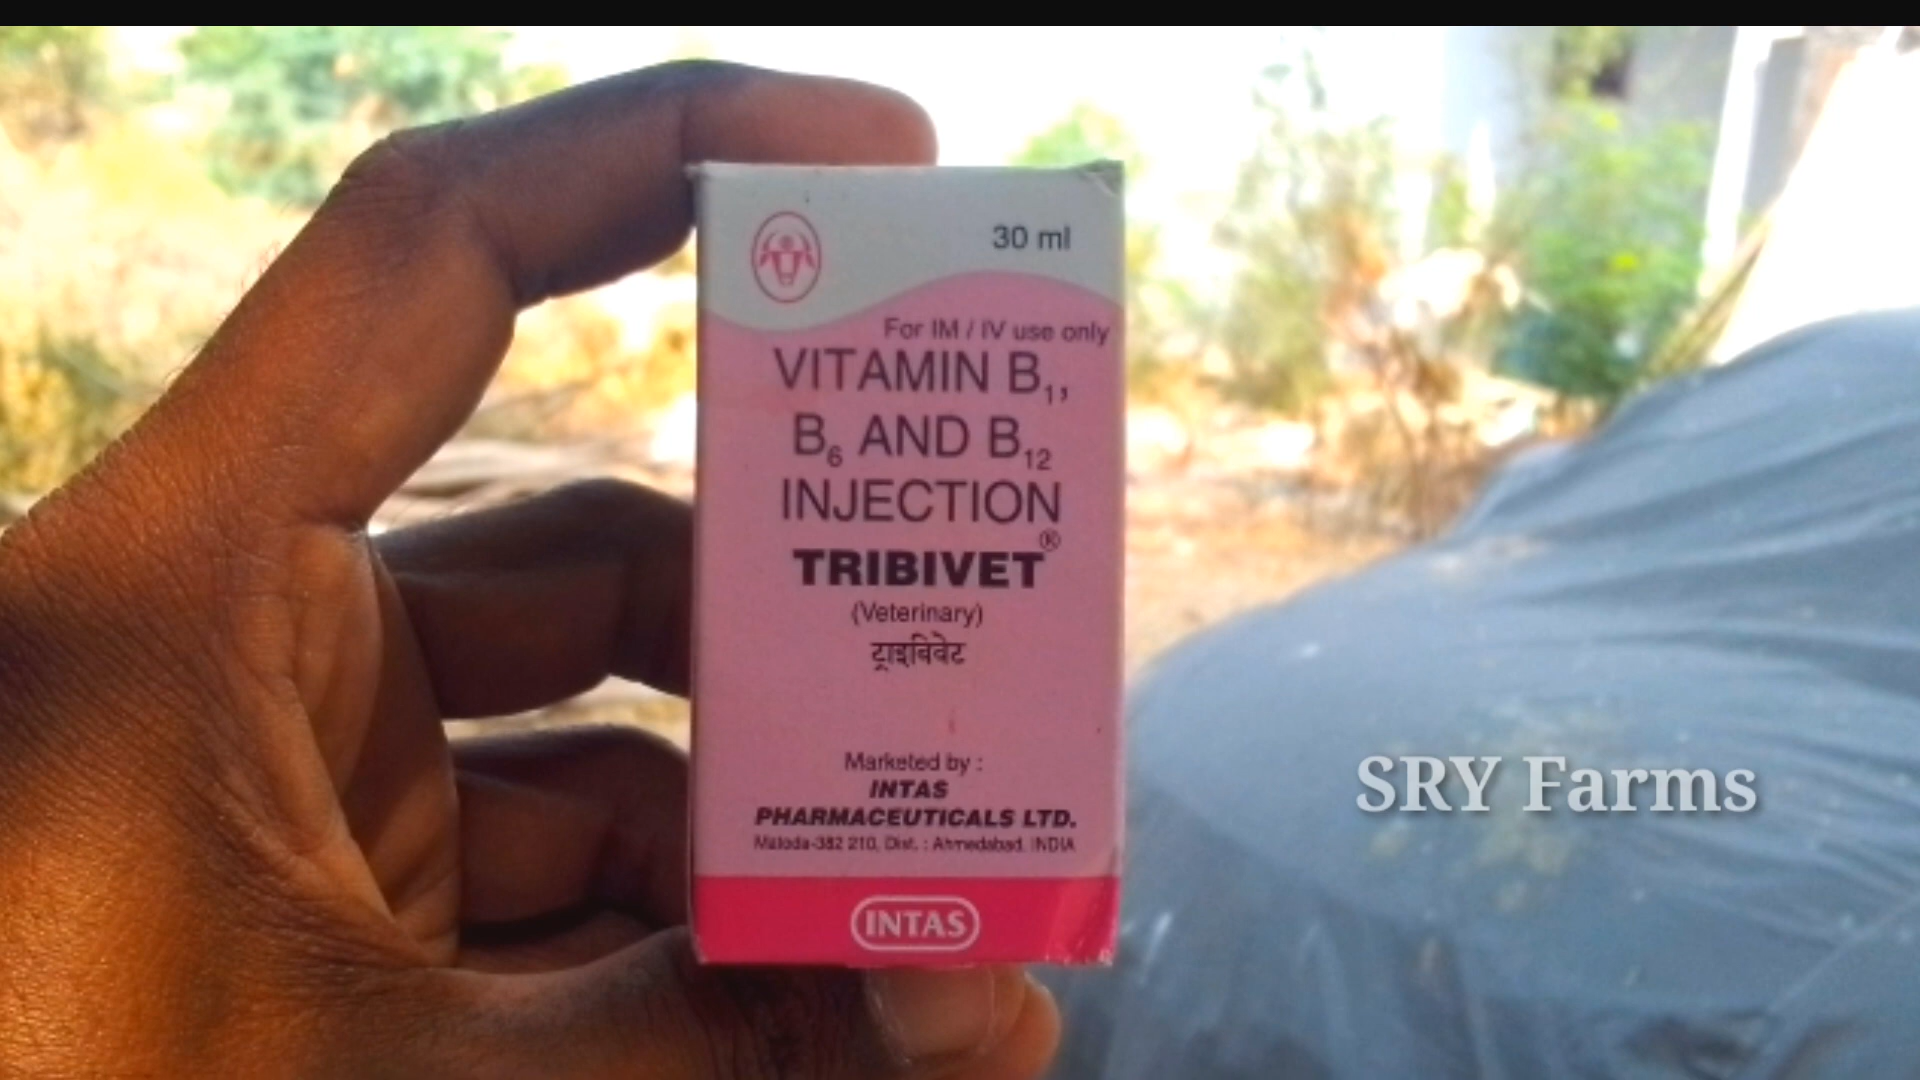 30 ml
For IM / IV use only
VITAMIN B₁,
B₆ AND B₁₂
INJECTION
TRIBIVET®
(Veterinary)
ट्राइबिवेट
Marketed by :
INTAS
PHARMACEUTICALS LTD.
Matoda-382 210, Dist. : Ahmedabad. INDIA
INTAS
SRY Farms